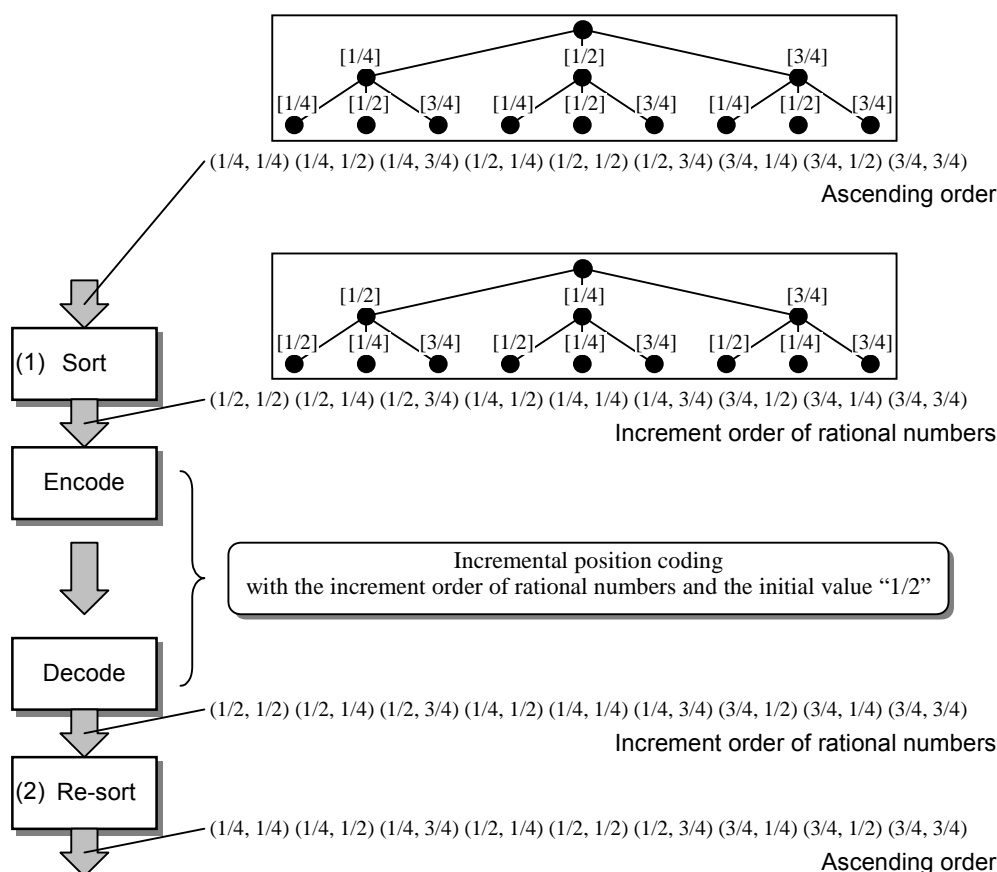 [1/4] [1/2] [3/4]
[1/4] [1/2] [3/4] [1/4] [1/2] [3/4] [1/4] [1/2] [3/4]
(1/4, 1/4) (1/4, 1/2) (1/4, 3/4) (1/2, 1/4) (1/2, 1/2) (1/2, 3/4) (3/4, 1/4) (3/4, 1/2) (3/4, 3/4)
Ascending order
[1/2] [1/4] [3/4]
[1/2] [1/4] [3/4] [1/2] [1/4] [3/4] [1/2] [1/4] [3/4]
(1) Sort
(1/2, 1/2) (1/2, 1/4) (1/2, 3/4) (1/4, 1/2) (1/4, 1/4) (1/4, 3/4) (3/4, 1/2) (3/4, 1/4) (3/4, 3/4)
Increment order of rational numbers
Encode
Incremental position coding
with the increment order of rational numbers and the initial value “1/2”
Decode
(1/2, 1/2) (1/2, 1/4) (1/2, 3/4) (1/4, 1/2) (1/4, 1/4) (1/4, 3/4) (3/4, 1/2) (3/4, 1/4) (3/4, 3/4)
Increment order of rational numbers
(2) Re-sort
(1/4, 1/4) (1/4, 1/2) (1/4, 3/4) (1/2, 1/4) (1/2, 1/2) (1/2, 3/4) (3/4, 1/4) (3/4, 1/2) (3/4, 3/4)
Ascending order